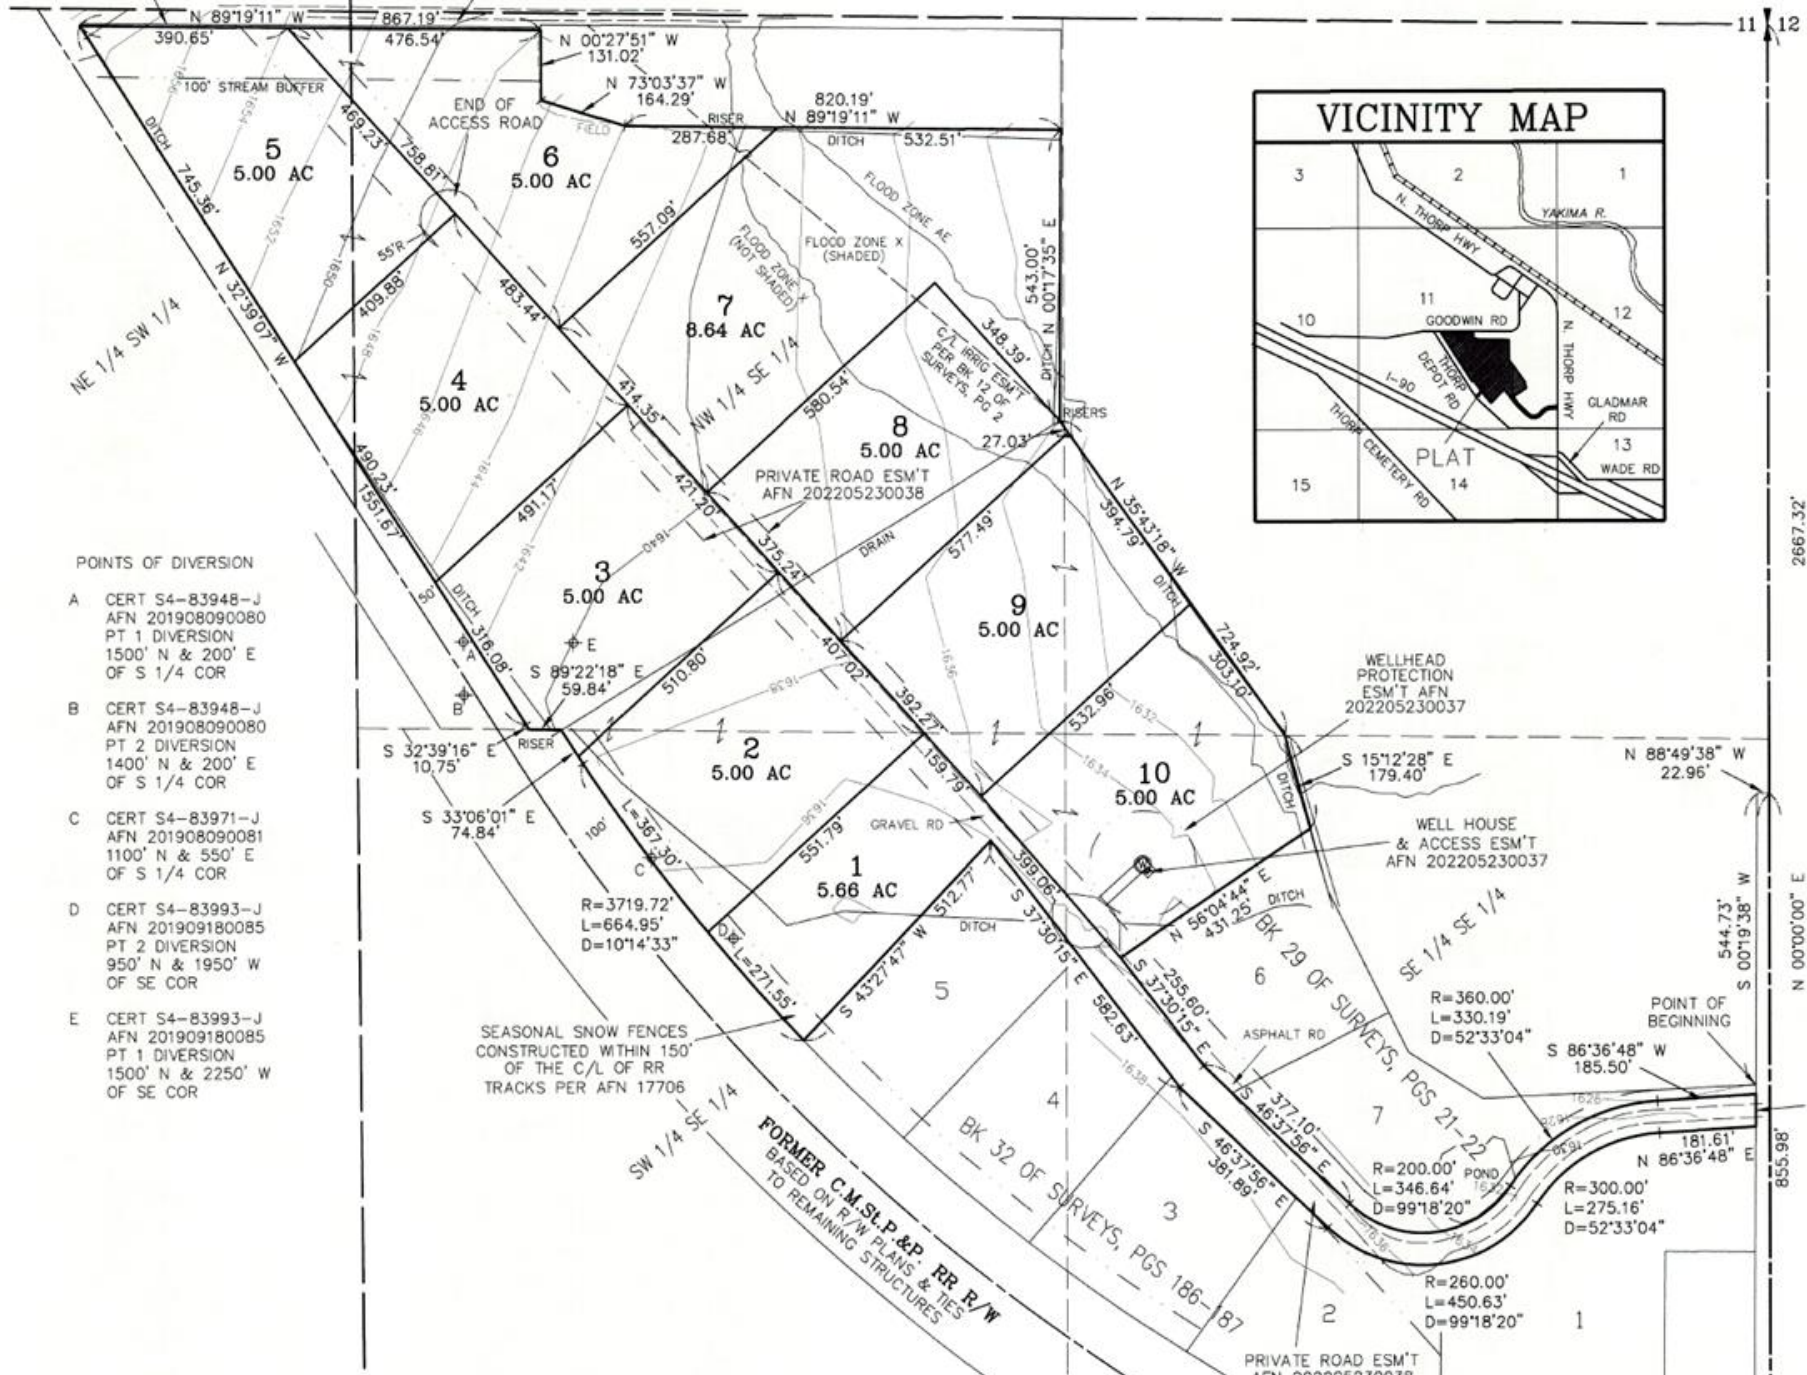 N 89°19'11" W
867.19'
390.65'
476.54'
N 00°27'51" W
131.02'
N 73°03'37" W
164.29'
820.19'
N 89°19'11" W
RISER
287.68'
DITCH
532.51'
FIELD
11
12
100' STREAM BUFFER
END OF
ACCESS ROAD
1656
1654
1652
1650
1648
1646
1644
1642
1640
1638
1636
DITCH
745.36'
N 32°39'07" W
469.23'
758.81'
5
5.00 AC
6
5.00 AC
55'R
409.88'
483.44'
557.09'
FLOOD ZONE AE
FLOOD ZONE X
(SHADED)
FLOOD ZONE X
(NOT SHADED)
543.00'
DITCH N 00°17'35" E
7
8.64 AC
NW 1/4 SE 1/4
NE 1/4 SW 1/4
4
5.00 AC
414.35'
580.54'
348.39'
C/L IRRIG ESM'T
PER BK 12 OF
SURVEYS, PG 2
RISERS
27.03'
8
5.00 AC
PRIVATE ROAD ESM'T
AFN 202205230038
490.23'
1551.67'
491.17'
421.20'
375.24'
DRAIN
577.49'
N 35°43'18" W
394.79'
DITCH
724.92'
303.10'
3
5.00 AC
9
5.00 AC
50'
DITCH
316.08'
A
B
E
S 89°22'18" E
59.84'
510.80'
407.02'
392.27'
1636
532.96'
1632
1634
S 32°39'16" E
10.75'
RISER
S 33°06'01" E
74.84'
100'
L=367.30'
2
5.00 AC
159.79'
10
5.00 AC
GRAVEL RD
551.79'
1636
C
1
5.66 AC
R=3719.72'
L=664.95'
D=10°14'33"
D
L=271.55'
S 43°27'47" W
512.77'
DITCH
399.06'
S 37°30'15" E
582.63'
WELLHEAD
PROTECTION
ESM'T AFN
202205230037
S 15°12'28" E
179.40'
DITCH
WELL HOUSE
& ACCESS ESM'T
AFN 202205230037
N 56°04'44" E
431.25'
DITCH
N 88°49'38" W
22.96'
2667.32'
N 00°00'00" E
544.73'
S 00°19'38" W
855.98'
VICINITY MAP
3
2
1
YAKIMA R.
N. THORP HWY
11
10
12
GOODWIN RD
THORP
DEPOT RD
N. THORP HWY
I-90
THORP CEMETERY RD
GLADMAR
RD
13
WADE RD
PLAT
15
14
POINTS OF DIVERSION
A CERT S4-83948-J
AFN 201908090080
PT 1 DIVERSION
1500' N & 200' E
OF S 1/4 COR
B CERT S4-83948-J
AFN 201908090080
PT 2 DIVERSION
1400' N & 200' E
OF S 1/4 COR
C CERT S4-83971-J
AFN 201908090081
1100' N & 550' E
OF S 1/4 COR
D CERT S4-83993-J
AFN 201909180085
PT 2 DIVERSION
950' N & 1950' W
OF SE COR
E CERT S4-83993-J
AFN 201909180085
PT 1 DIVERSION
1500' N & 2250' W
OF SE COR
SEASONAL SNOW FENCES
CONSTRUCTED WITHIN 150'
OF THE C/L OF RR
TRACKS PER AFN 17706
SW 1/4 SE 1/4
FORMER C.M.St.P.&P. RR R/W
BASED ON R/W PLANS & TIES
TO REMAINING STRUCTURES
5
4
3
2
1
BK 32 OF SURVEYS, PGS 186-187
1638
255.60'
S 37°30'15" E
6
7
BK 29 OF SURVEYS, PGS 21-22
SE 1/4 SE 1/4
ASPHALT RD
377.10'
S 46°37'56" E
S 46°37'56" E
381.89'
R=360.00'
L=330.19'
D=52°33'04"
POINT OF
BEGINNING
S 86°36'48" W
185.50'
1626
1628
1630
181.61'
N 86°36'48" E
R=200.00'
L=346.64'
D=99°18'20"
POND
1632
1634
1636
R=300.00'
L=275.16'
D=52°33'04"
R=260.00'
L=450.63'
D=99°18'20"
PRIVATE ROAD ESM'T
AFN 202205230038